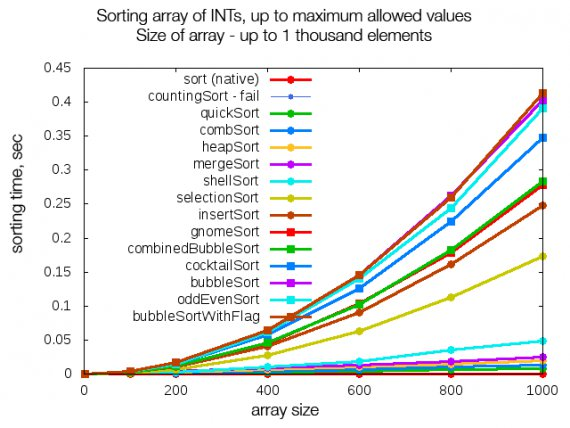 Sorting array of INTs, up to maximum allowed values
Size of array - up to 1 thousand elements
sorting time, sec
0.45
0.4
0.35
0.3
0.25
0.2
0.15
0.1
0.05
0
sort (native)
countingSort - fail
quickSort
combSort
heapSort
mergeSort
shellSort
selectionSort
insertSort
gnomeSort
combinedBubbleSort
cocktailSort
bubbleSort
oddEvenSort
bubbleSortWithFlag
0 200 400 600 800 1000
array size